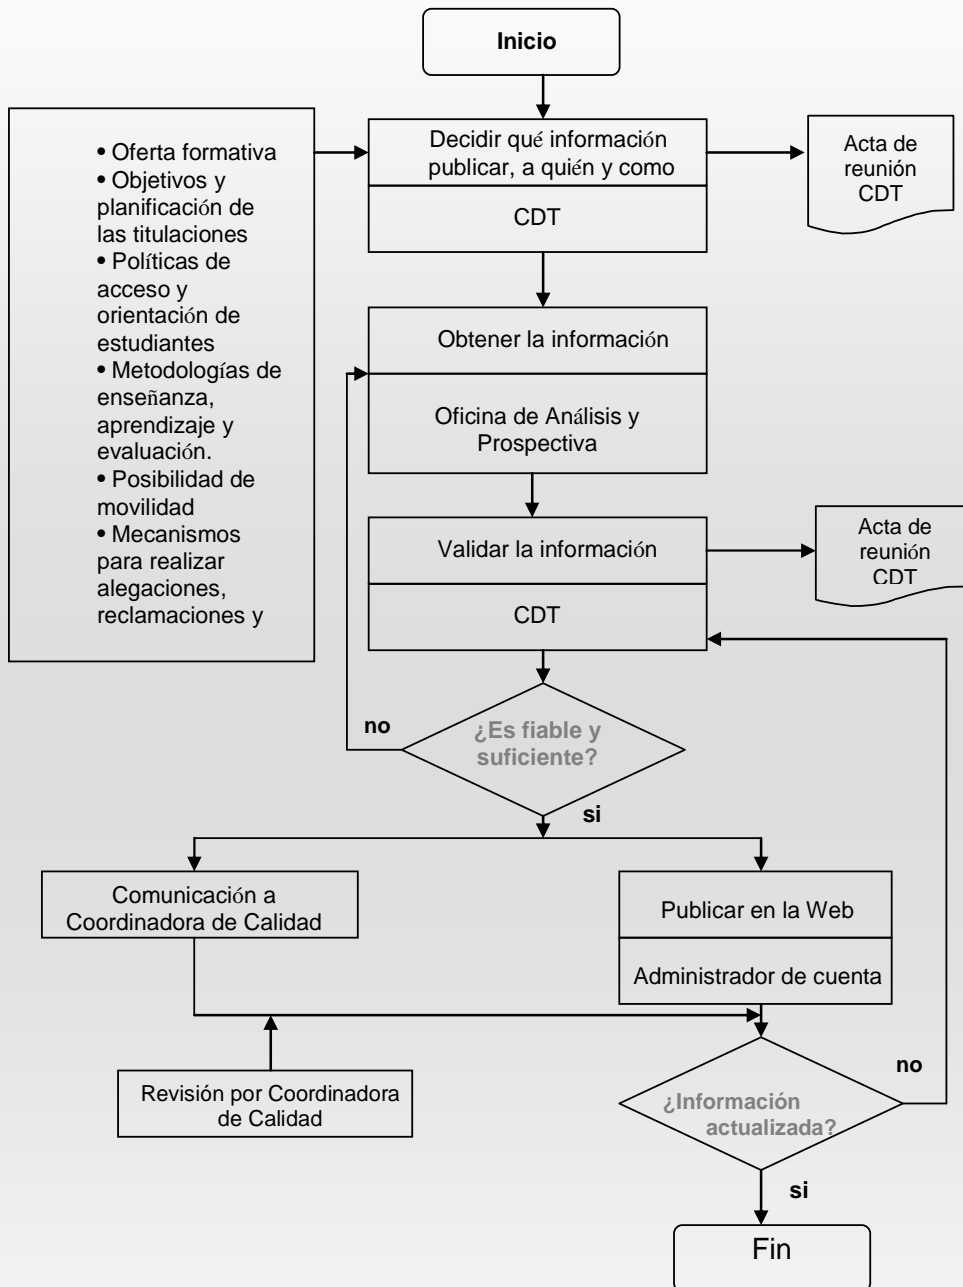 Inicio
• Oferta formativa
• Objetivos y
planificación de
las titulaciones
• Políticas de
acceso y
orientación de
estudiantes
• Metodologías de
enseñanza,
aprendizaje y
evaluación.
• Posibilidad de
movilidad
• Mecanismos
para realizar
alegaciones,
reclamaciones y
Decidir qué información
publicar, a quién y como
CDT
Acta de
reunión
CDT
Obtener la información
Oficina de Análisis y
Prospectiva
Validar la información
CDT
Acta de
reunión
CDT
¿Es fiable y
suficiente?
no
si
Comunicación a
Coordinadora de Calidad
Publicar en la Web
Administrador de cuenta
Revisión por Coordinadora
de Calidad
¿Información
actualizada?
no
si
Fin